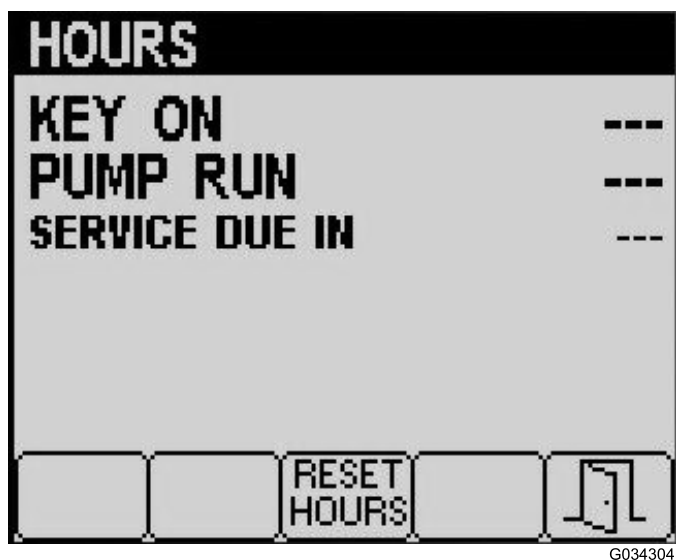 HOURS
KEY ON ---
PUMP RUN ---
SERVICE DUE IN ---
RESET
HOURS
G034304